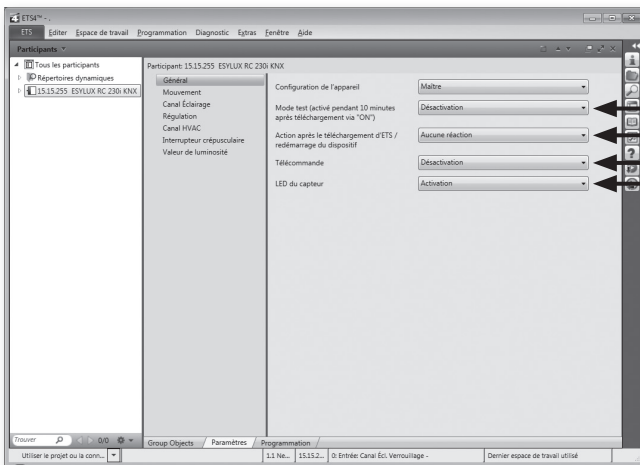 ETS4™ - .
ETS Editer Espace de travail Programmation Diagnostic Extras Fenêtre Aide
Participants
Tous les participants
Répertoires dynamiques
15.15.255 ESYLUX RC 230i KNX
Participant: 15.15.255 ESYLUX RC 230i KNX
Général
Mouvement
Canal Éclairage
Régulation
Canal HVAC
Interrupteur crépusculaire
Valeur de luminosité
Configuration de l'appareil
Maître
Mode test (activé pendant 10 minutes
après téléchargement via "ON")
Désactivation
Action après le téléchargement d'ETS /
redémarrage du dispositif
Aucune réaction
Télécommande
Désactivation
LED du capteur
Activation
Trouver
0/0
Group Objects
Paramètres
Programmation
Utiliser le projet ou la conn...
1.1 Ne...
15.15.2...
0: Entrée: Canal Écl. Verrouillage -
Dernier espace de travail utilisé